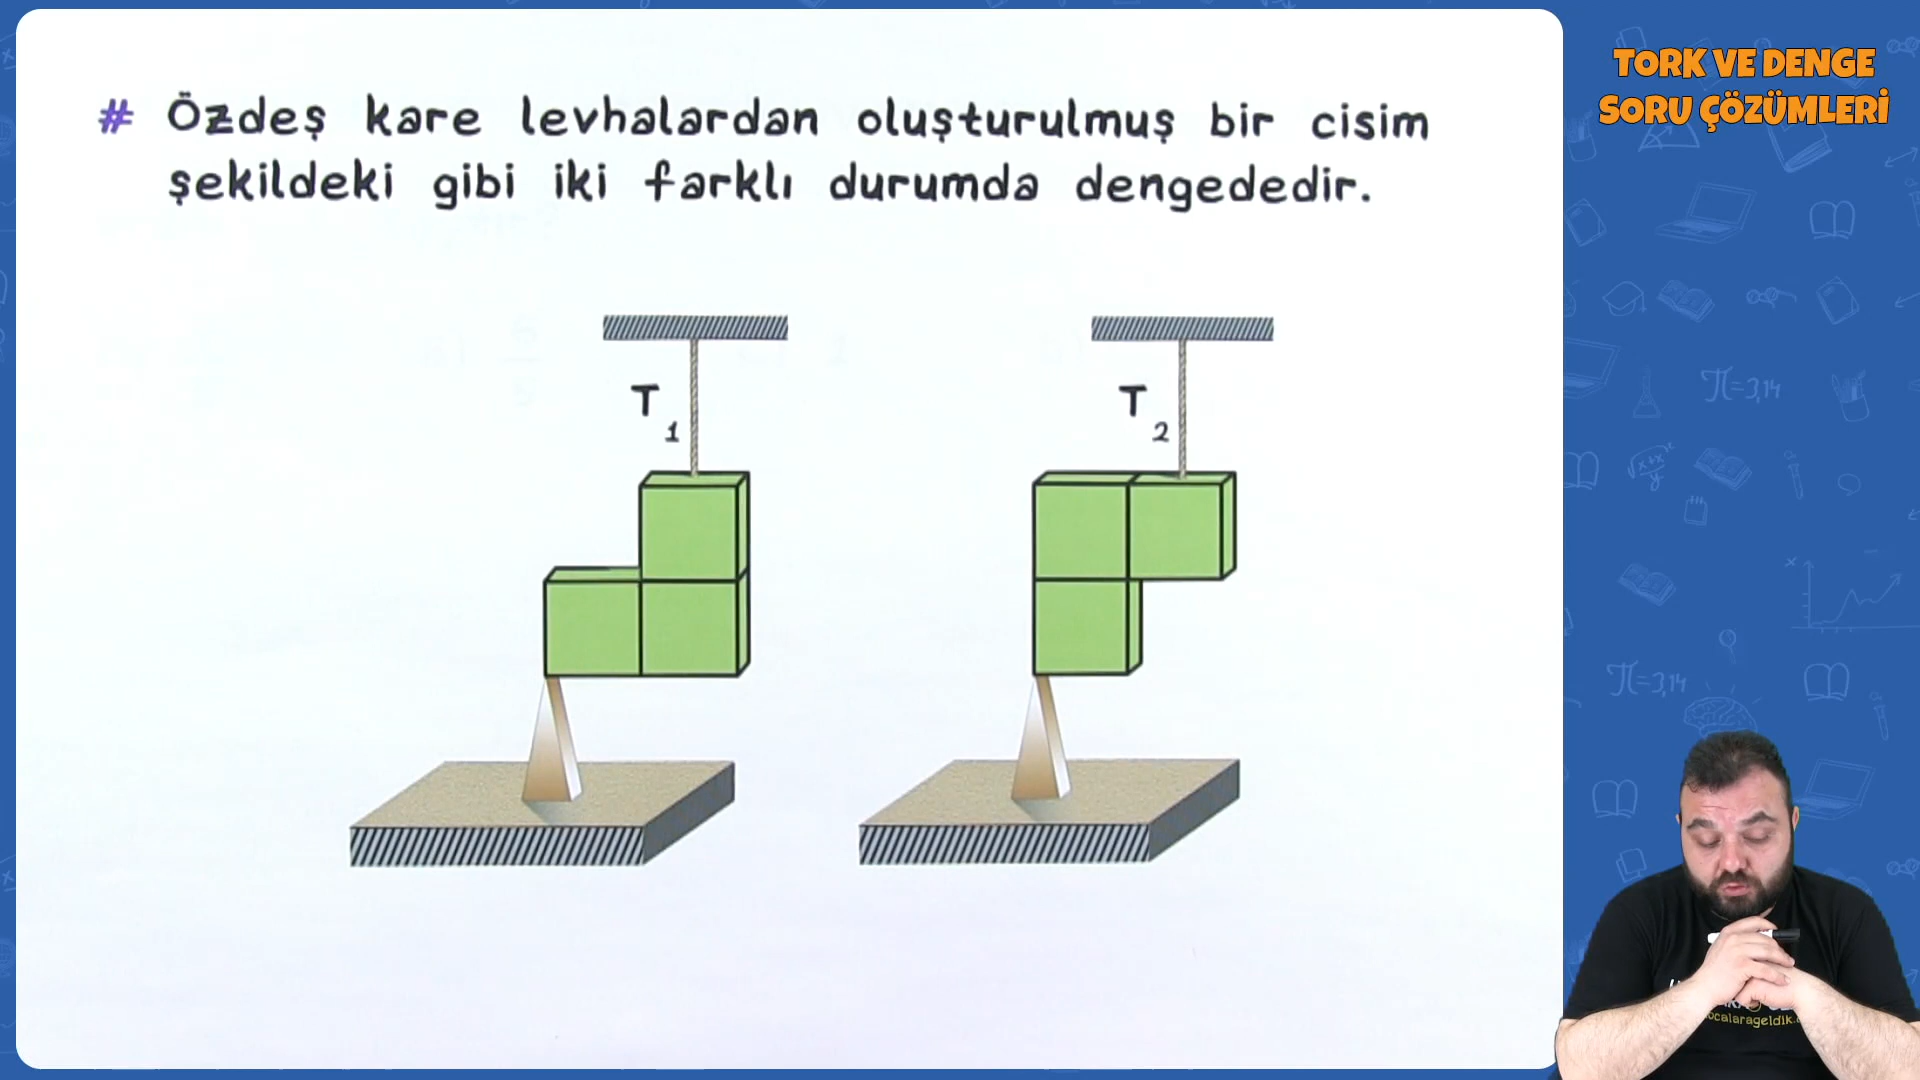 # Özdeş kare levhalardan oluşturulmuş bir cisim
şekildeki gibi iki farklı durumda dengededir.
T1
T2
TORK VE DENGE
SORU ÇÖZÜMLERİ
π=3,14
π=3,14